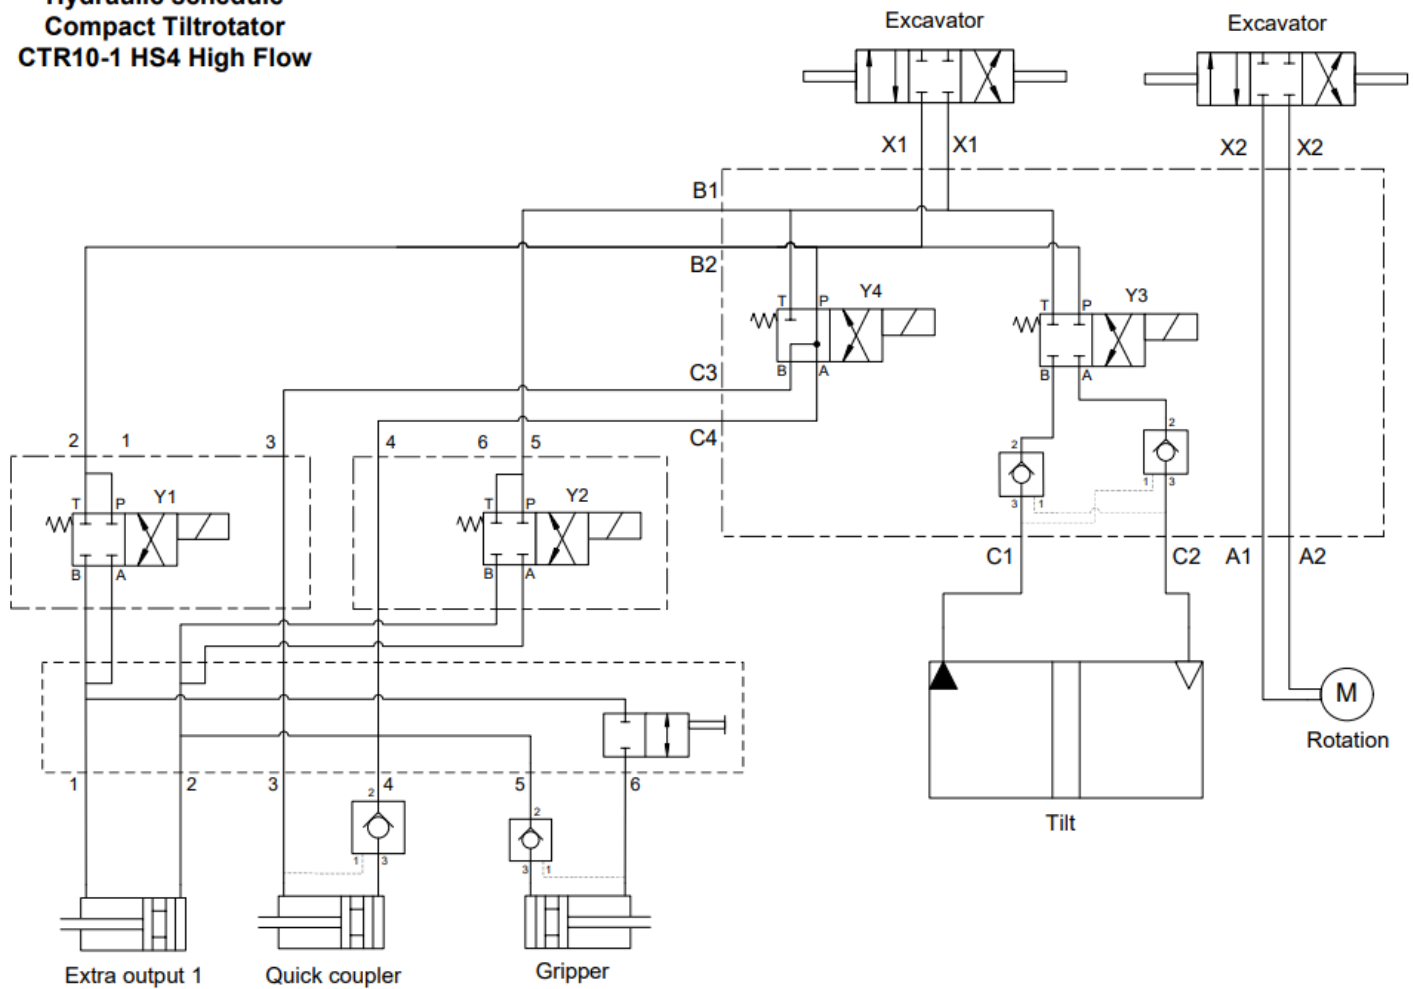 Hydraulic schedule
Compact Tiltrotator
CTR10-1 HS4 High Flow
Excavator
Excavator
X1
X1
X2
X2
B1
B2
T
P
Y4
T
P
Y3
B
A
C3
B
A
C4
2
1
3
4
6
5
2
2
1
3
3
1
T
P
Y1
T
P
Y2
B
A
B
A
C1
C2
A1
A2
M
Rotation
1
2
3
4
5
6
2
2
1
3
3
1
Tilt
Extra output 1
Quick coupler
Gripper